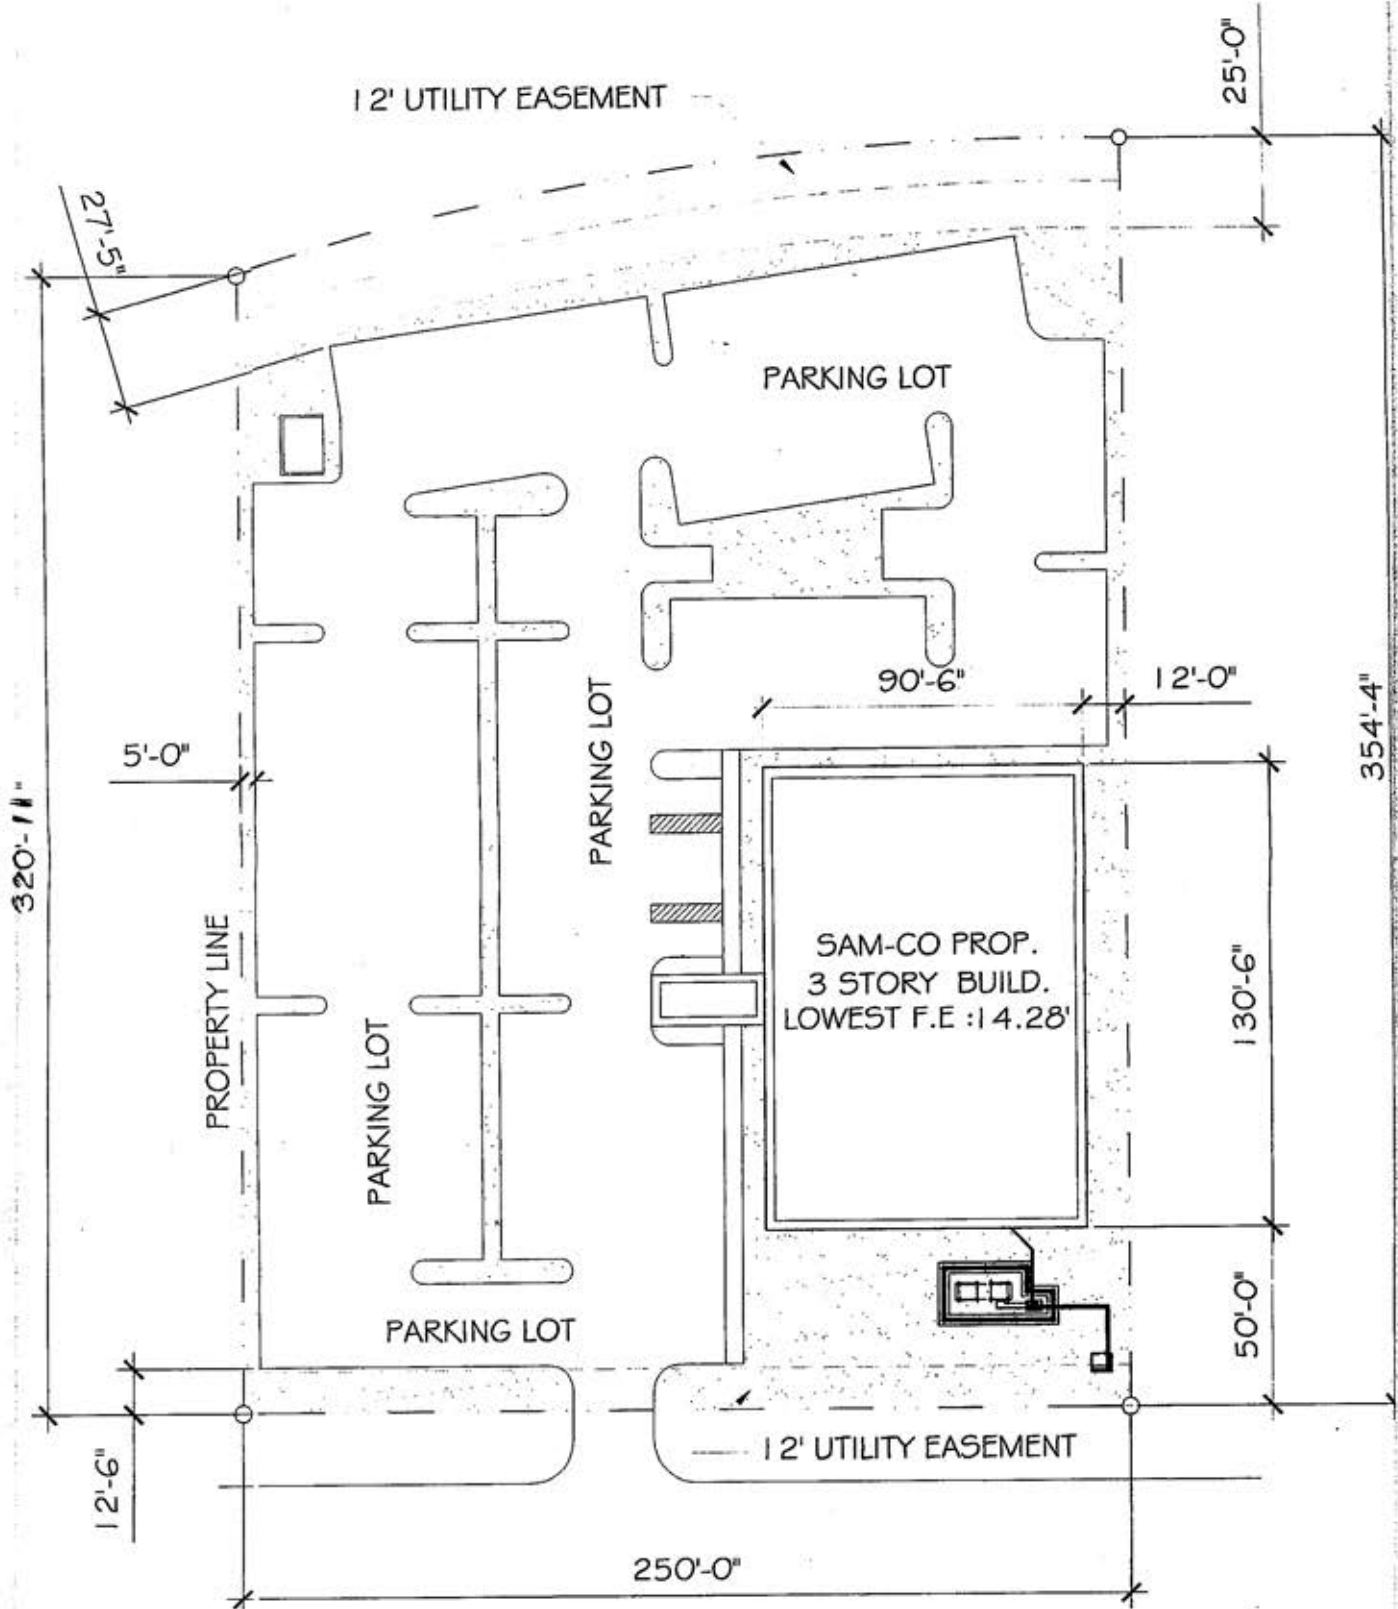 25'-0"
12' UTILITY EASEMENT
27'-5"
PARKING LOT
90'-6"
12'-0"
354'-4"
5'-0"
PARKING LOT
320'-11"
SAM-CO PROP.
3 STORY BUILD.
LOWEST F.E :14.28'
130'-6"
PROPERTY LINE
PARKING LOT
50'-0"
PARKING LOT
12' UTILITY EASEMENT
12'-6"
250'-0"